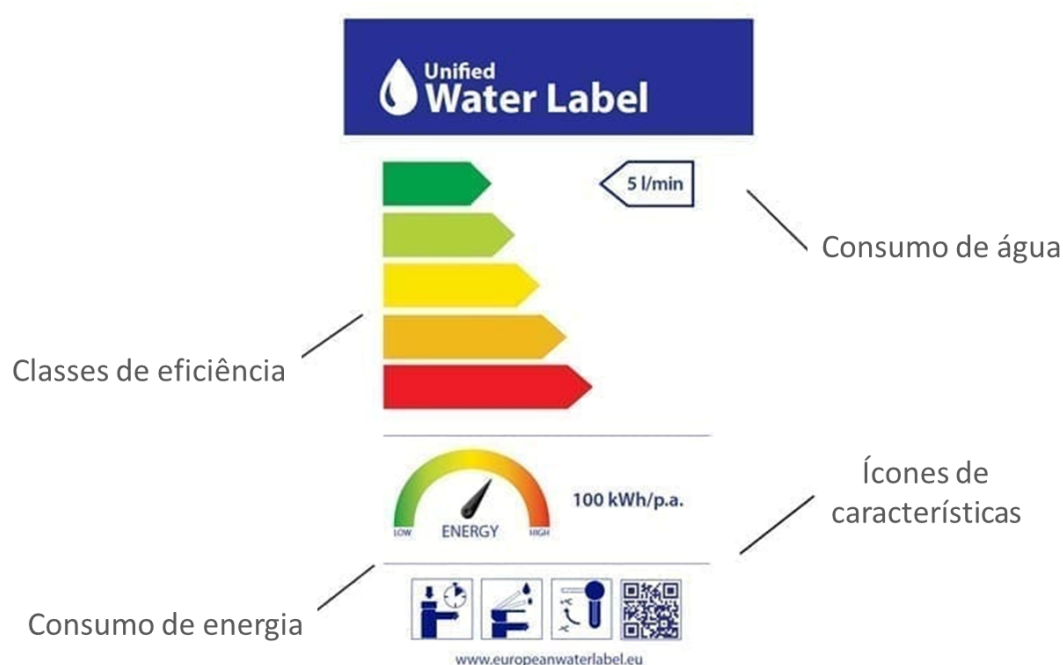 Unified
Water Label
5 l/min
Consumo de água
Classes de eficiência
100 kWh/p.a.
LOW
ENERGY
HIGH
Ícones de
características
Consumo de energia
www.europeanwaterlabel.eu